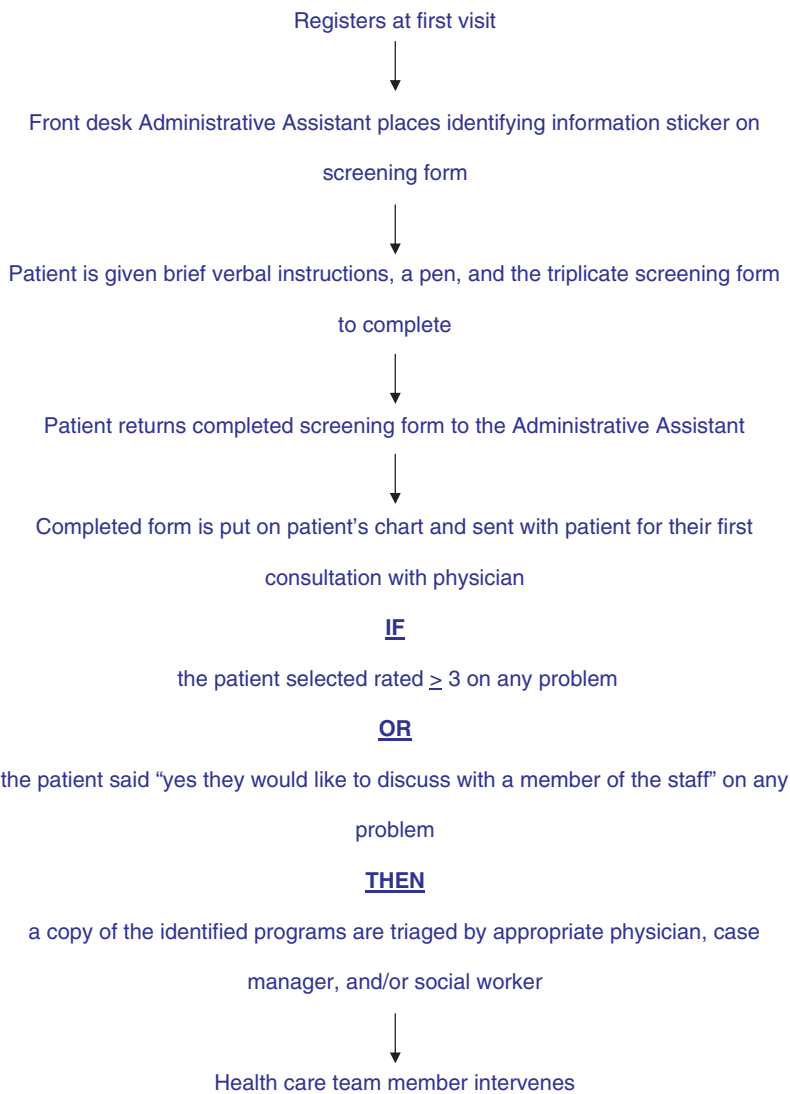 Registers at first visit
Front desk Administrative Assistant places identifying information sticker on
screening form
Patient is given brief verbal instructions, a pen, and the triplicate screening form
to complete
Patient returns completed screening form to the Administrative Assistant
Completed form is put on patient’s chart and sent with patient for their first
consultation with physician
IF
the patient selected rated ≥ 3 on any problem
OR
the patient said “yes they would like to discuss with a member of the staff” on any
problem
THEN
a copy of the identified programs are triaged by appropriate physician, case
manager, and/or social worker
Health care team member intervenes